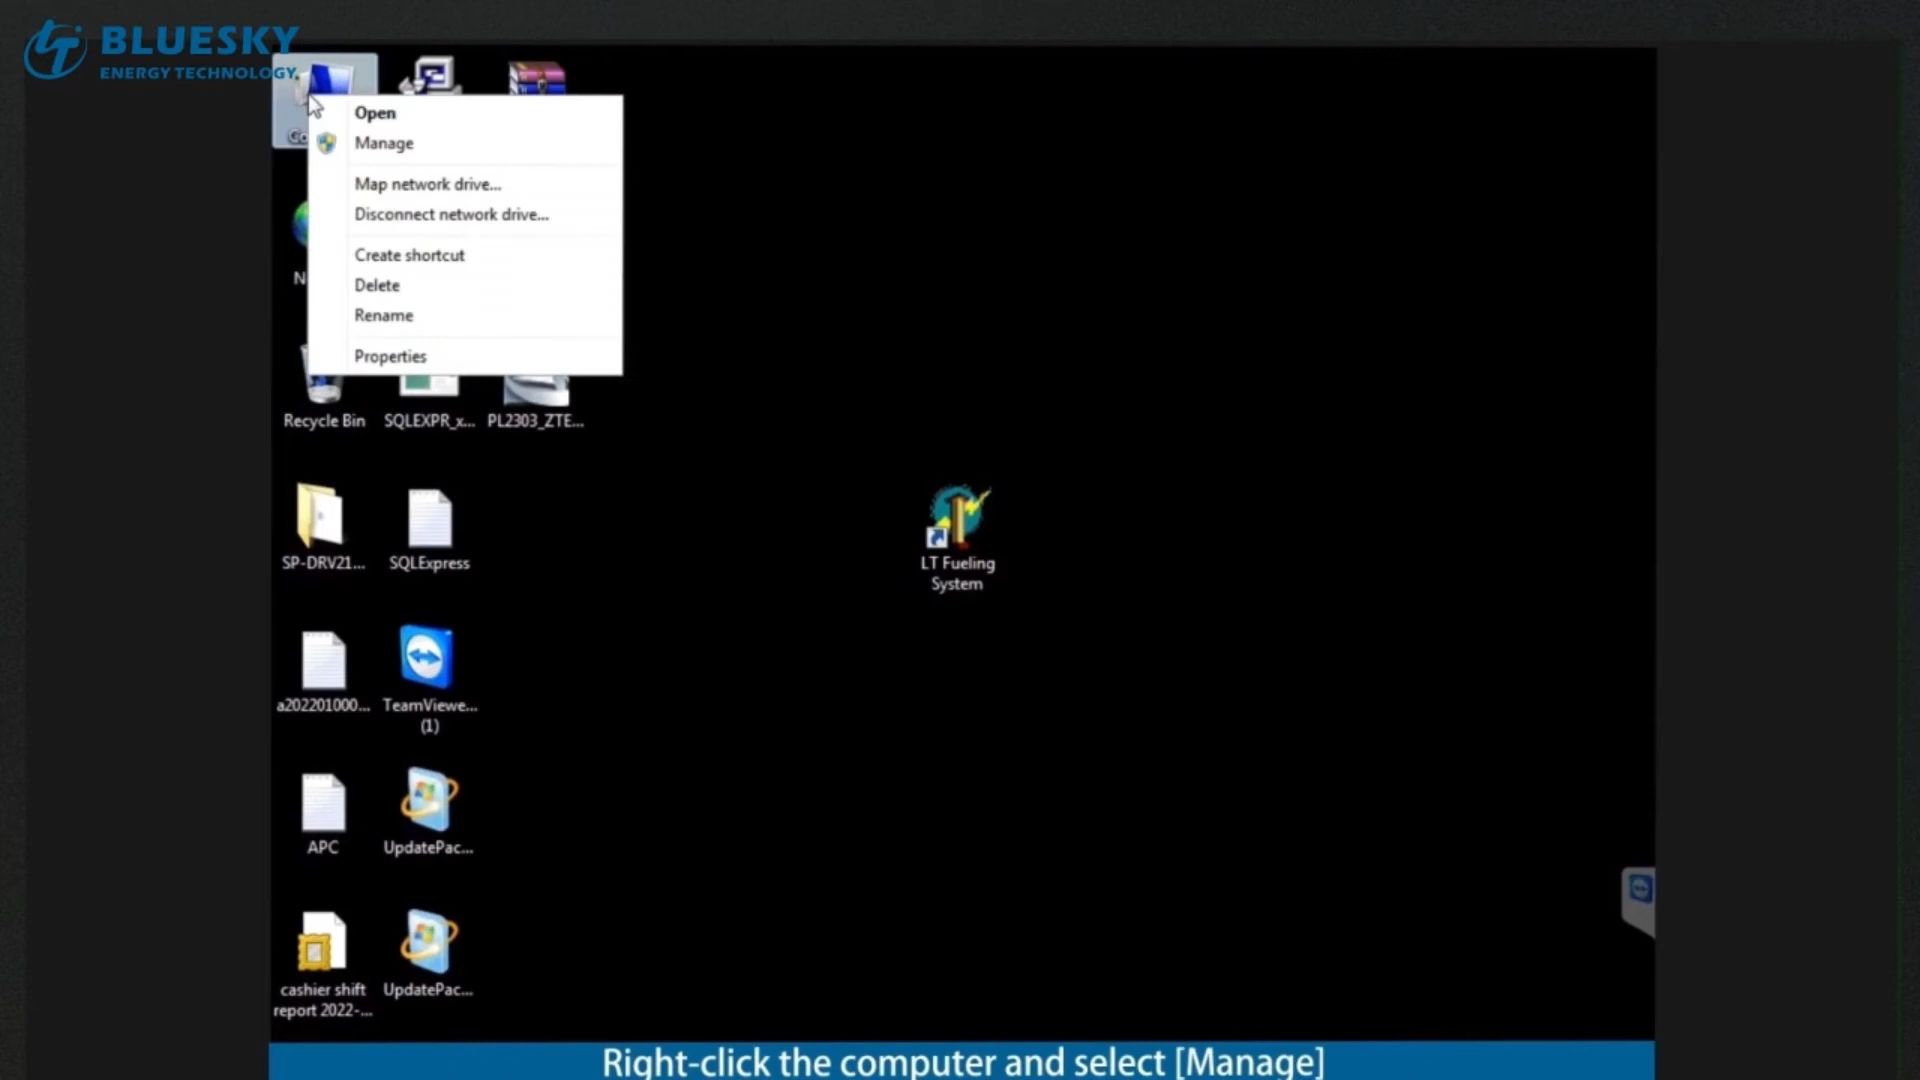 BLUESKY
ENERGY TECHNOLOGY
Open
Manage
Map network drive...
Disconnect network drive...
Create shortcut
Delete
Rename
Properties
Recycle Bin
SQLEXPR_x...
PL2303_ZTE...
SP-DRV21...
SQLExpress
LT Fueling
System
a202201000...
TeamViewe...
(1)
APC
UpdatePac...
cashier shift
report 2022-...
UpdatePac...
Right-click the computer and select [Manage]